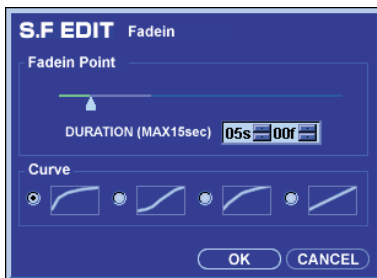 S.F EDIT Fadein
Fadein Point
DURATION (MAX15sec) 05s 00f
Curve
OK CANCEL